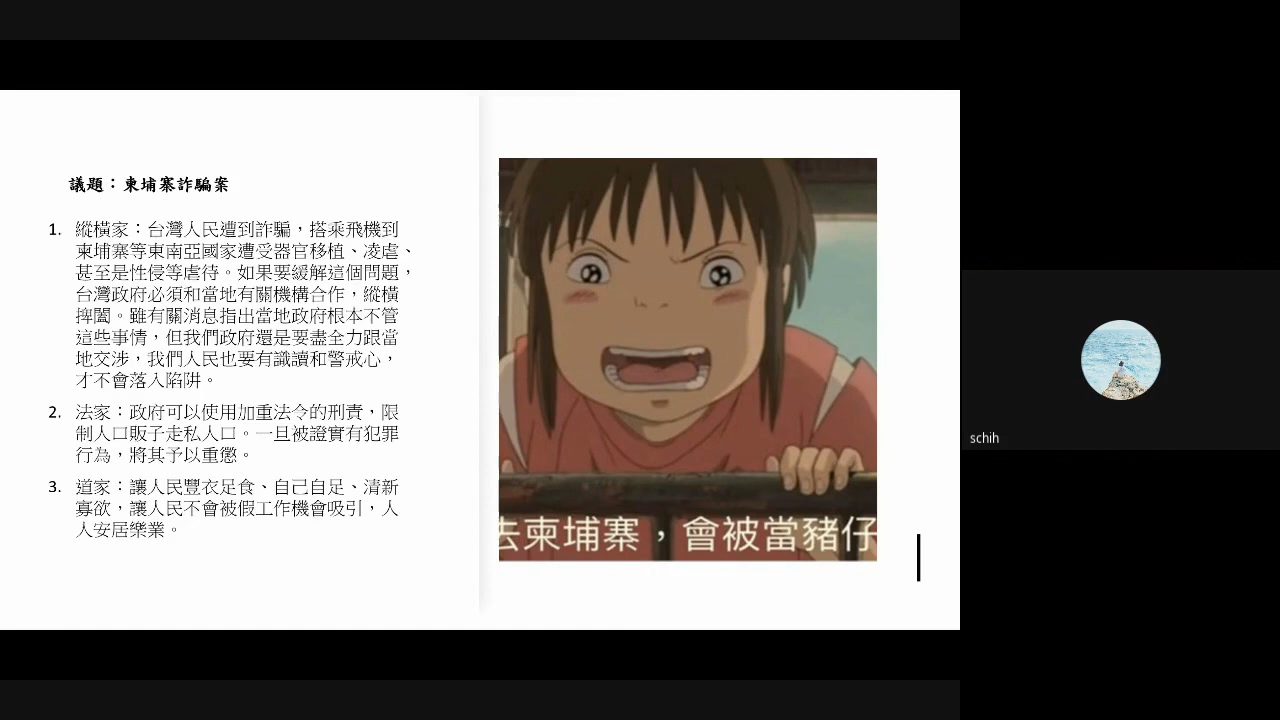 議題：柬埔寨詐騙案
1. 縱橫家：台灣人民遭到詐騙，搭乘飛機到
柬埔寨等東南亞國家遭受器官移植、凌虐、
甚至是性侵等虐待。如果要緩解這個問題，
台灣政府必須和當地有關機構合作，縱橫
捭闔。雖有關消息指出當地政府根本不管
這些事情，但我們政府還是要盡全力跟當
地交涉，我們人民也要有識讀和警戒心，
才不會落入陷阱。
2. 法家：政府可以使用加重法令的刑責，限
制人口販子走私人口。一旦被證實有犯罪
行為，將其予以重懲。
3. 道家：讓人民豐衣足食、自己自足、清新
寡欲，讓人民不會被假工作機會吸引，人
人安居樂業。
去柬埔寨，會被當豬仔
schih